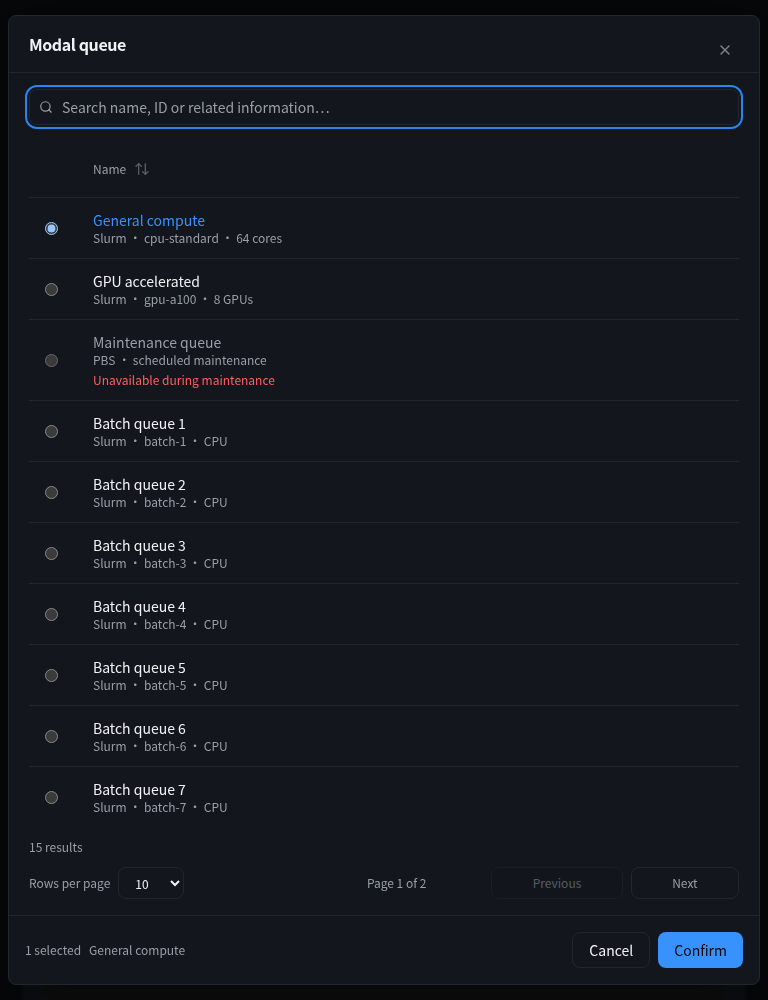 Modal queue
Search name, ID or related information…
Name
General compute
Slurm • cpu-standard • 64 cores
GPU accelerated
Slurm • gpu-a100 • 8 GPUs
Maintenance queue
PBS • scheduled maintenance
Unavailable during maintenance
Batch queue 1
Slurm • batch-1 • CPU
Batch queue 2
Slurm • batch-2 • CPU
Batch queue 3
Slurm • batch-3 • CPU
Batch queue 4
Slurm • batch-4 • CPU
Batch queue 5
Slurm • batch-5 • CPU
Batch queue 6
Slurm • batch-6 • CPU
Batch queue 7
Slurm • batch-7 • CPU
15 results
Rows per page 10 Page 1 of 2 Previous Next
1 selected General compute Cancel Confirm